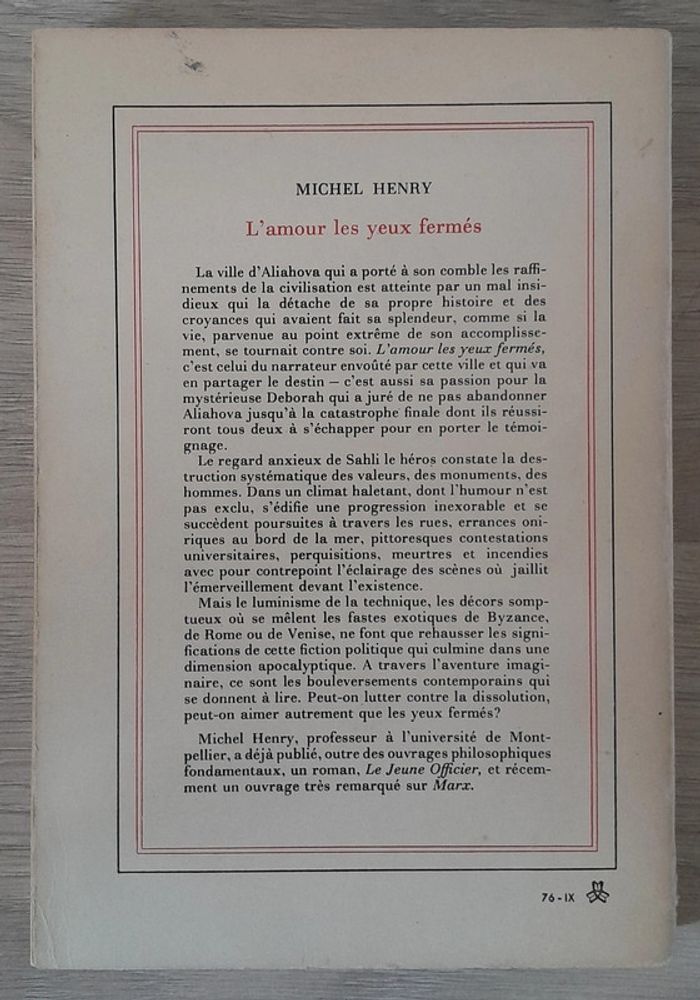 MICHEL HENRY
L'amour les yeux fermés
La ville d'Aliahova qui a porté à son comble les raffi-
nements de la civilisation est atteinte par un mal insi-
dieux qui la détache de sa propre histoire et des
croyances qui avaient fait sa splendeur, comme si la
vie, parvenue au point extrême de son accomplisse-
ment, se tournait contre soi. L'amour les yeux fermés,
c'est celui du narrateur envoûté par cette ville et qui va
en partager le destin – c'est aussi sa passion pour la
mystérieuse Deborah qui a juré de ne pas abandonner
Aliahova jusqu'à la catastrophe finale dont ils réussi-
ront tous deux à s'échapper pour en porter le témoi-
gnage.
Le regard anxieux de Sahli le héros constate la des-
truction systématique des valeurs, des monuments, des
hommes. Dans un climat haletant, dont l'humour n'est
pas exclu, s'édifie une progression inexorable et se
succèdent poursuites à travers les rues, errances oni-
riques au bord de la mer, pittoresques contestations
universitaires, perquisitions, meurtres et incendies
avec pour contrepoint l'éclairage des scènes où jaillit
l'émerveillement devant l'existence.
Mais le luminisme de la technique, les décors somp-
tueux où se mêlent les fastes exotiques de Byzance,
de Rome ou de Venise, ne font que rehausser les signi-
fications de cette fiction politique qui culmine dans une
dimension apocalyptique. A travers l'aventure imagi-
naire, ce sont les bouleversements contemporains qui
se donnent à lire. Peut-on lutter contre la dissolution,
peut-on aimer autrement que les yeux fermés?
Michel Henry, professeur à l'université de Mont-
pellier, a déjà publié, outre des ouvrages philosophiques
fondamentaux, un roman, Le Jeune Officier, et récem-
ment un ouvrage très remarqué sur Marx.
76-IX